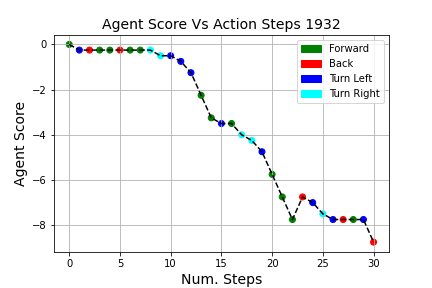 Agent Score Vs Action Steps 1932
Forward
Back
Turn Left
Turn Right
Agent Score
0
−2
−4
−6
−8
0 5 10 15 20 25 30
Num. Steps